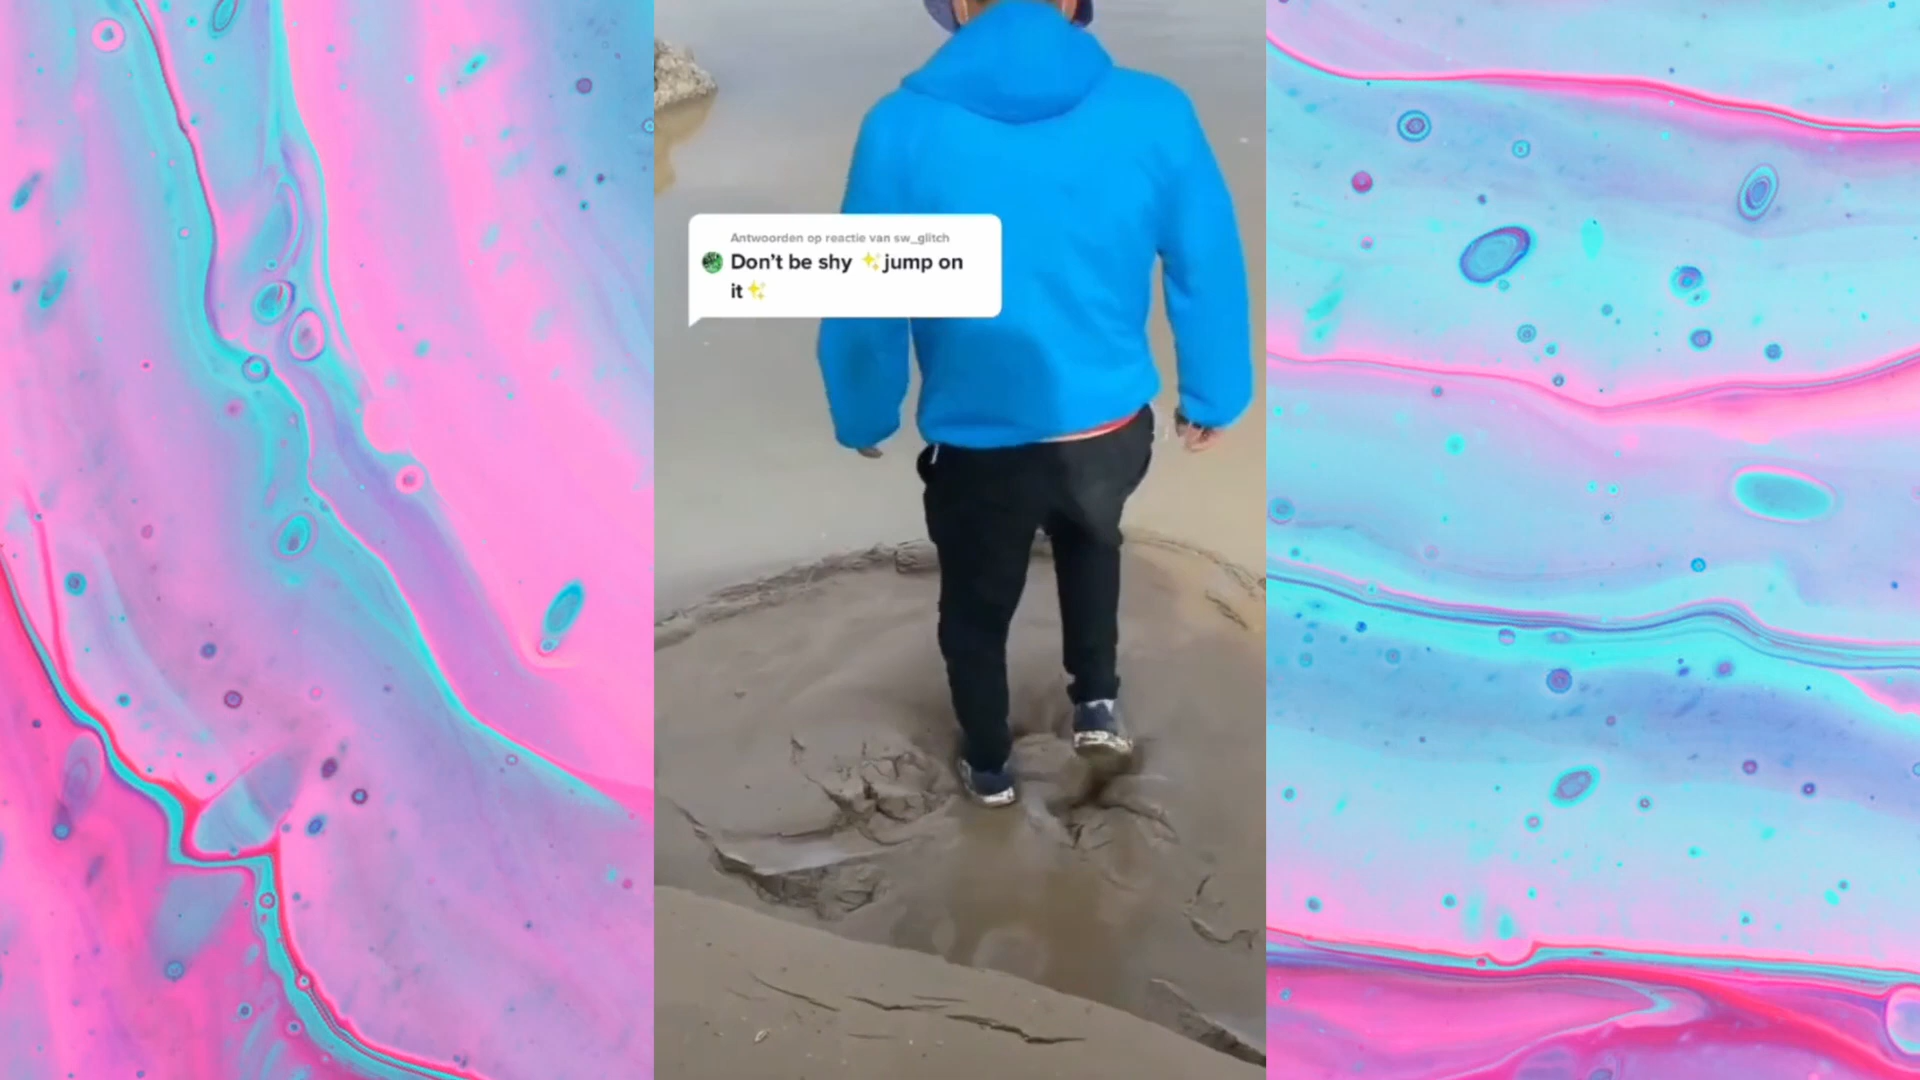 Antwoorden op reactie van sw_glitch
Don't be shy ✨jump on
it✨